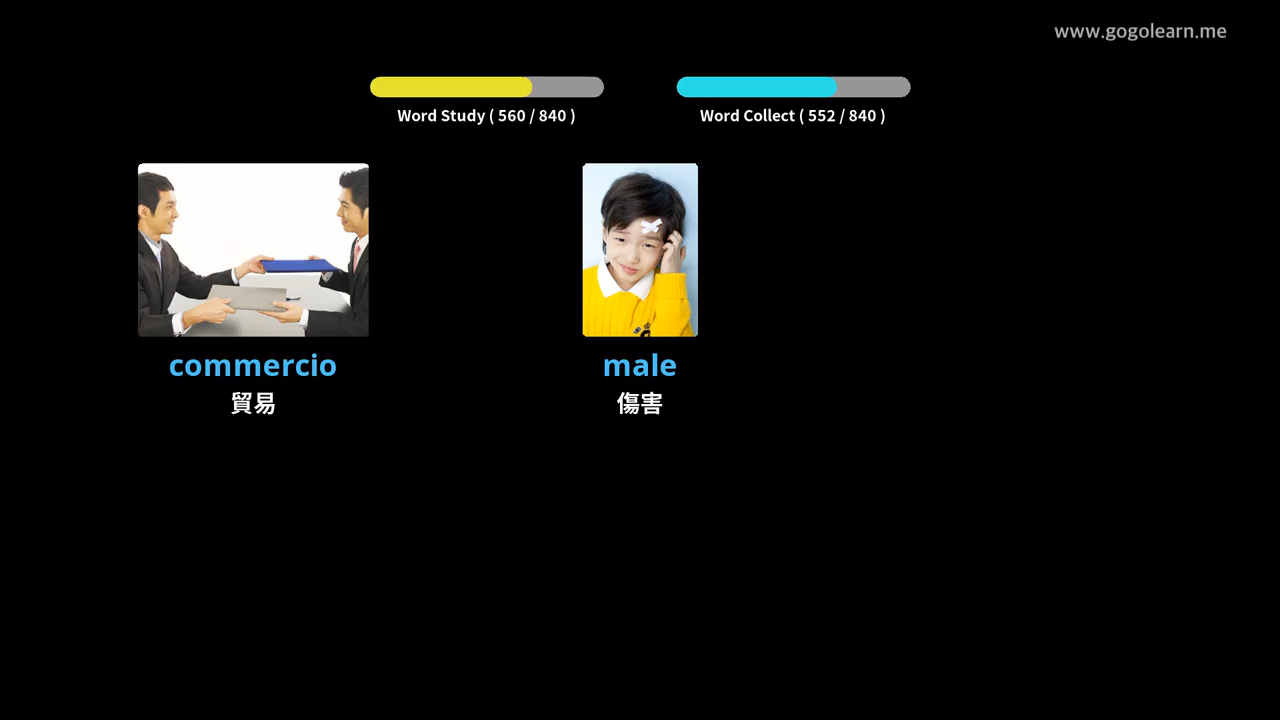 www.gogolearn.me
Word Study ( 560 / 840 )
Word Collect ( 552 / 840 )
commercio
貿易
male
傷害